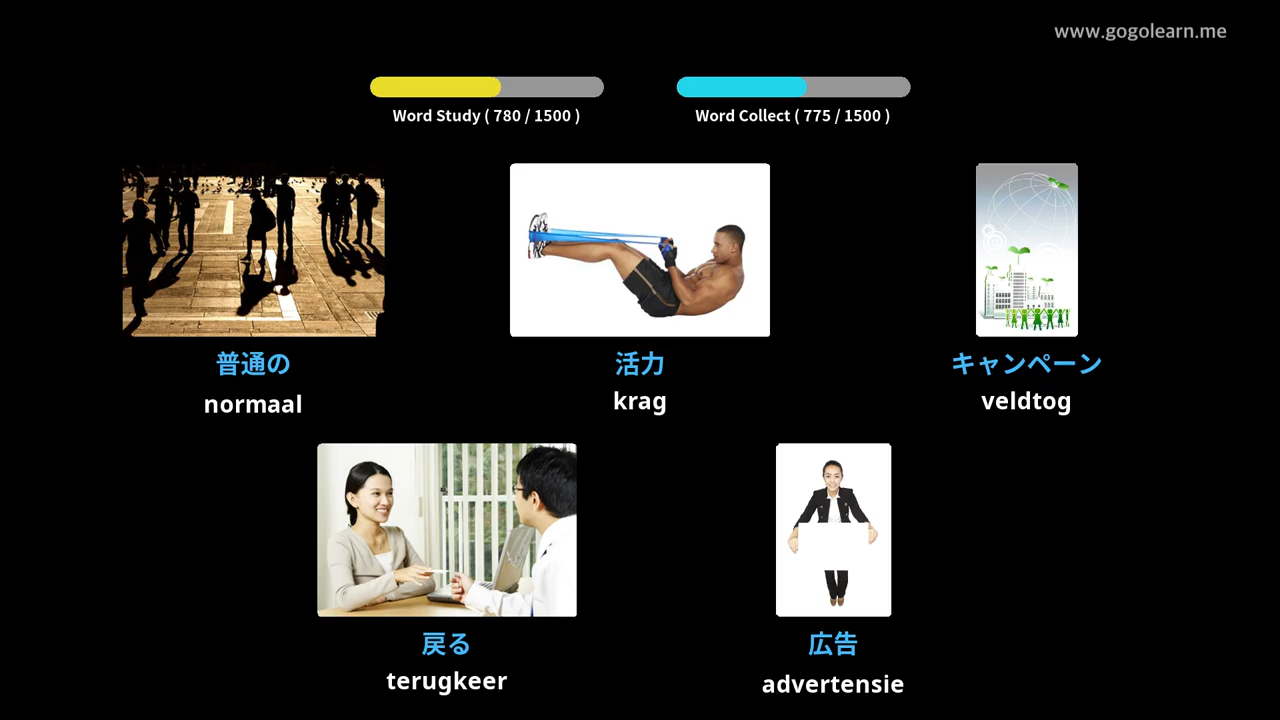 www.gogolearn.me
Word Study ( 780 / 1500 )
Word Collect ( 775 / 1500 )
普通の
normaal
活力
krag
キャンペーン
veldtog
戻る
terugkeer
広告
advertensie